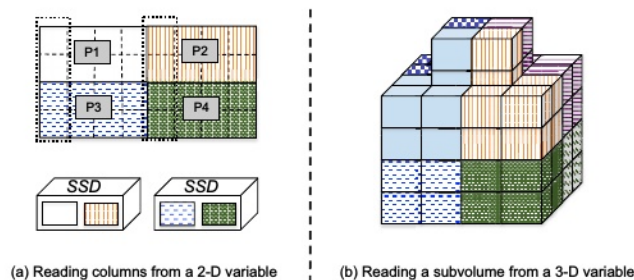 P1 P2
P3 P4
SSD SSD
(a) Reading columns from a 2-D variable (b) Reading a subvolume from a 3-D variable